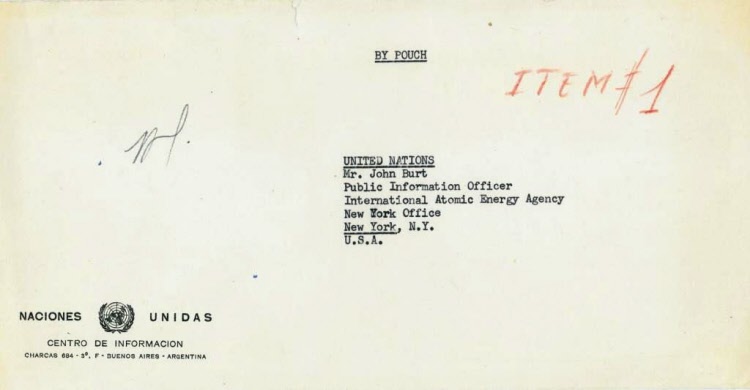 BY POUCH
ITEM #1
UNITED NATIONS
Mr. John Burt
Public Information Officer
International Atomic Energy Agency
New York Office
New York, N.Y.
U.S.A.
NACIONES UNIDAS
CENTRO DE INFORMACION
CHARCAS 684 - 3º. F - BUENOS AIRES - ARGENTINA